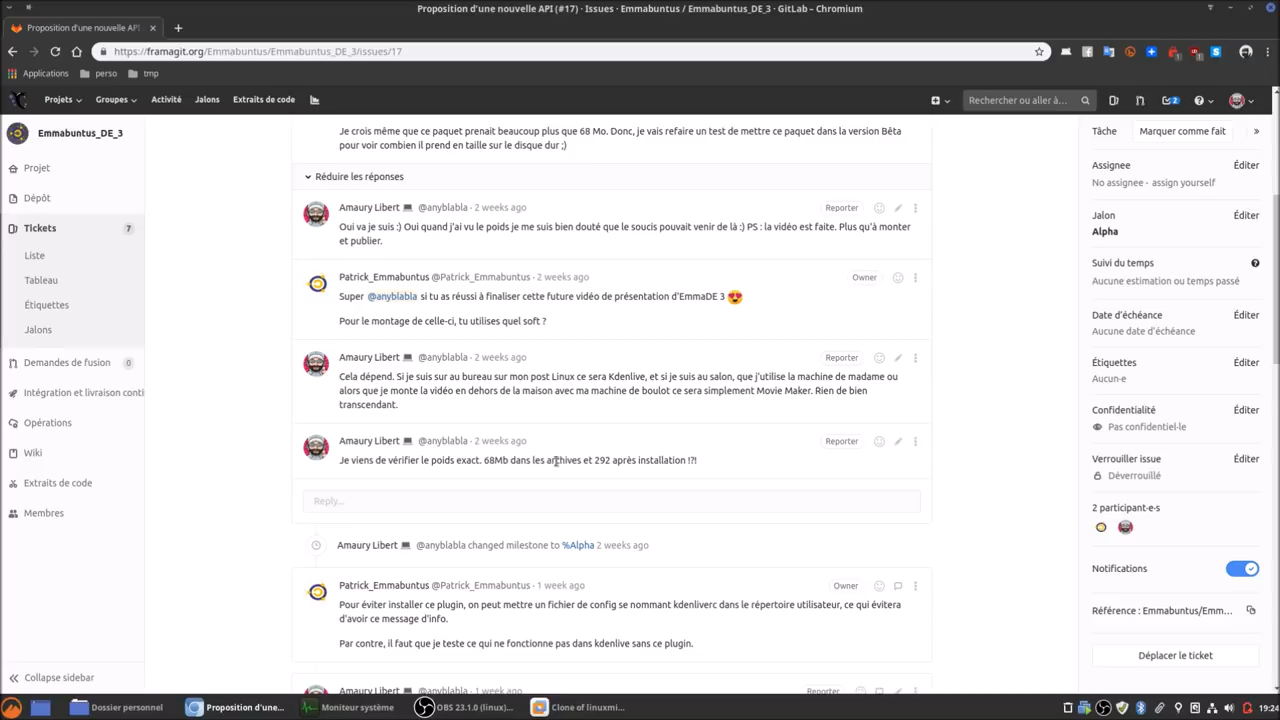 Proposition d'une nouvelle API (#17) · Issues · Emmabuntus / Emmabuntus_DE_3 · GitLab - Chromium
Proposition d'une nouvelle API
https://framagit.org/Emmabuntus/Emmabuntus_DE_3/issues/17
Applications perso tmp
Projets Groupes Activité Jalons Extraits de code
Rechercher ou aller à...
2
Emmabuntus_DE_3
Projet
Dépôt
Tickets 7
Liste
Tableau
Étiquettes
Jalons
Demandes de fusion 0
Intégration et livraison conti
Opérations
Wiki
Extraits de code
Membres
Collapse sidebar
Je crois même que ce paquet prenait beaucoup plus que 68 Mo. Donc, je vais refaire un test de mettre ce paquet dans la version Bêta
pour voir combien il prend en taille sur le disque dur ;)
Réduire les réponses
Amaury Libert @anyblabla · 2 weeks ago Reporter
Oui va je suis :) Oui quand j'ai vu le poids je me suis bien douté que le soucis pouvait venir de là :) PS : la vidéo est faite. Plus qu'à monter
et publier.
Patrick_Emmabuntus @Patrick_Emmabuntus · 2 weeks ago Owner
Super @anyblabla si tu as réussi à finaliser cette future vidéo de présentation d'EmmaDE 3 😍
Pour le montage de celle-ci, tu utilises quel soft ?
Amaury Libert @anyblabla · 2 weeks ago Reporter
Cela dépend. Si je suis sur au bureau sur mon post Linux ce sera Kdenlive, et si je suis au salon, que j'utilise la machine de madame ou
alors que je monte la vidéo en dehors de la maison avec ma machine de boulot ce sera simplement Movie Maker. Rien de bien
transcendant.
Amaury Libert @anyblabla · 2 weeks ago Reporter
Je viens de vérifier le poids exact. 68Mb dans les archives et 292 après installation !?!
Reply...
Amaury Libert @anyblabla changed milestone to %Alpha 2 weeks ago
Patrick_Emmabuntus @Patrick_Emmabuntus · 1 week ago Owner
Pour éviter installer ce plugin, on peut mettre un fichier de config se nommant kdenliverc dans le répertoire utilisateur, ce qui évitera
d'avoir ce message d'info.
Par contre, il faut que je teste ce qui ne fonctionne pas dans kdenlive sans ce plugin.
Amaury Libert @anyblabla · 1 week ago Reporter
Tâche Marquer comme fait
Assignee Éditer
No assignee - assign yourself
Jalon Éditer
Alpha
Suivi du temps
Aucune estimation ou temps passé
Date d'échéance Éditer
Aucune date d'échéance
Étiquettes Éditer
Aucun·e
Confidentialité Éditer
Pas confidentiel·le
Verrouiller issue Éditer
Déverrouillé
2 participant·e·s
Notifications
Référence : Emmabuntus/Emm...
Déplacer le ticket
Dossier personnel
Proposition d'une...
Moniteur système
OBS 23.1.0 (linux)...
Clone of linuxmi...
19:24